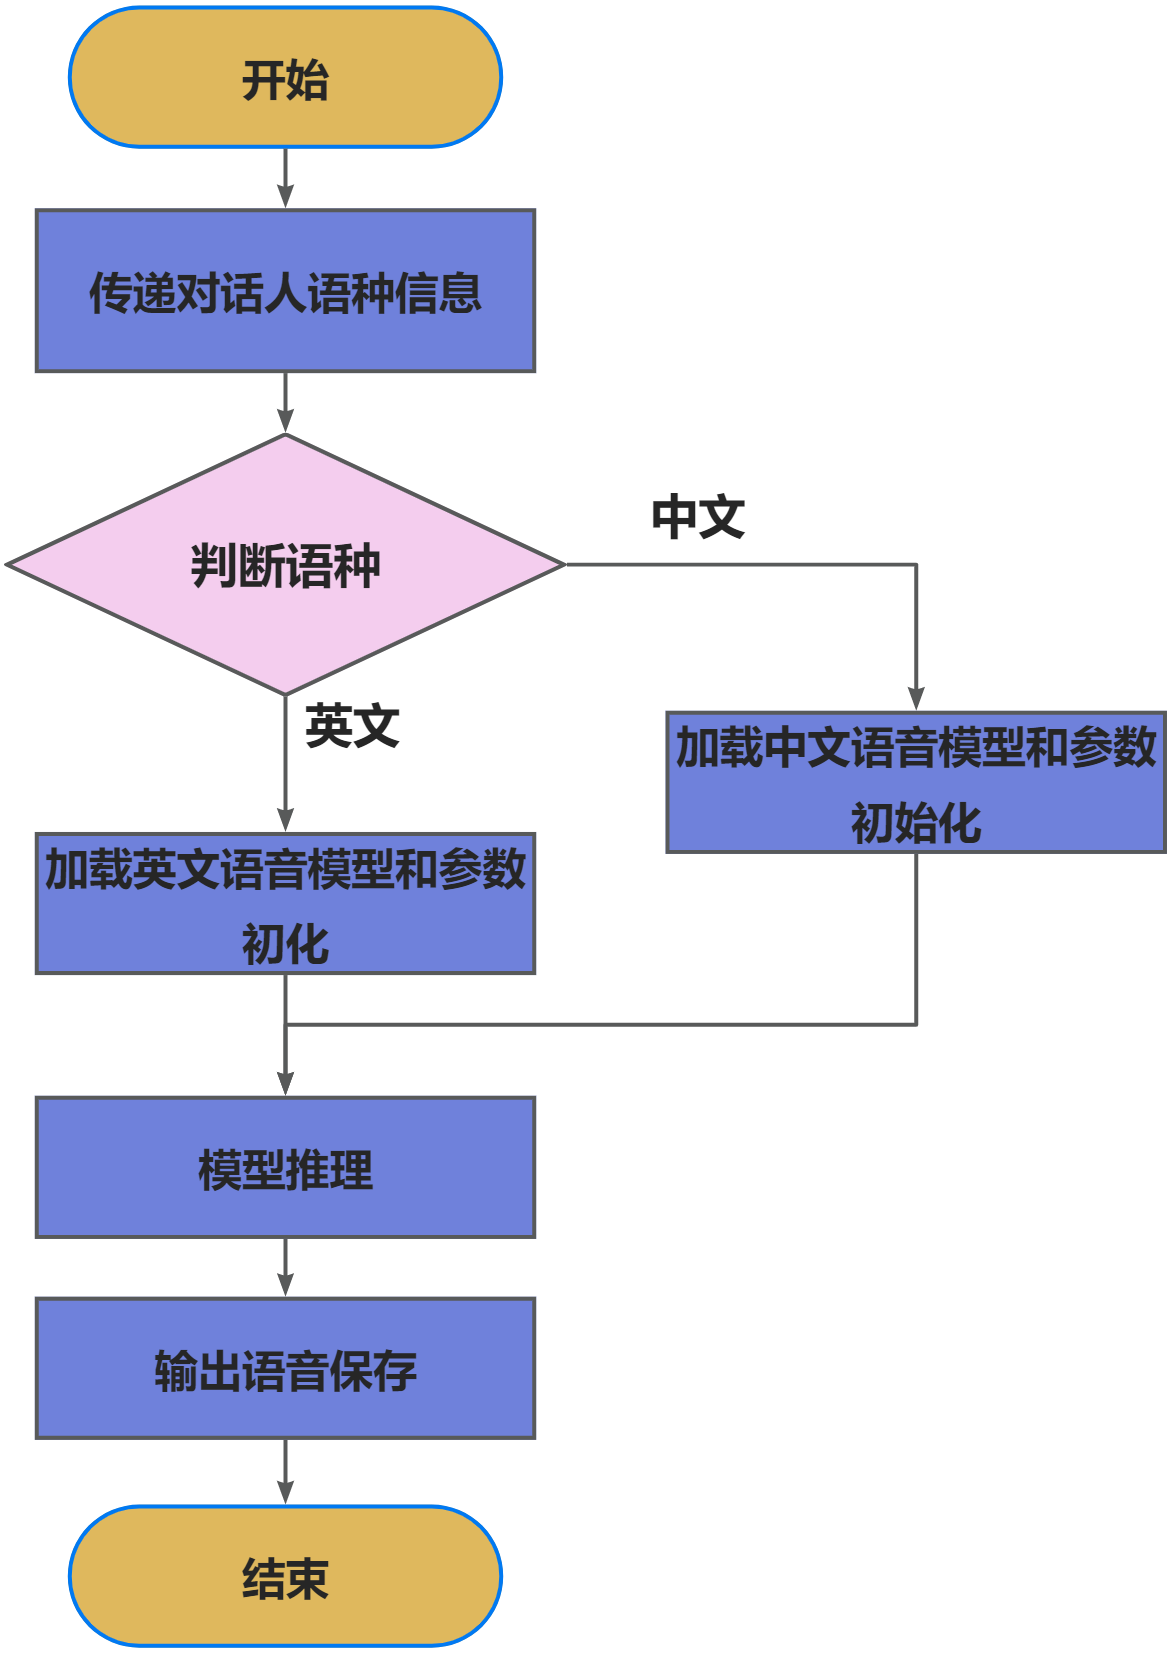 开始
传递对话人语种信息
判断语种
中文
英文
加载中文语音模型和参数
初始化
加载英文语音模型和参数
初化
模型推理
输出语音保存
结束